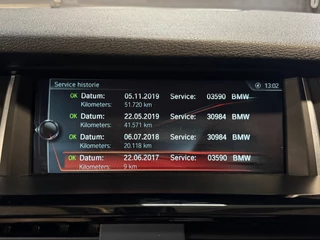 Service historie 13:02
OK Datum: 05.11.2019 Service: 03590 BMW
Kilometers: 51.720 km
OK Datum: 22.05.2019 Service: 30984 BMW
Kilometers: 41.571 km
OK Datum: 06.07.2018 Service: 30984 BMW
Kilometers: 20.118 km
OK Datum: 22.06.2017 Service: 03590 BMW
Kilometers: 9 km